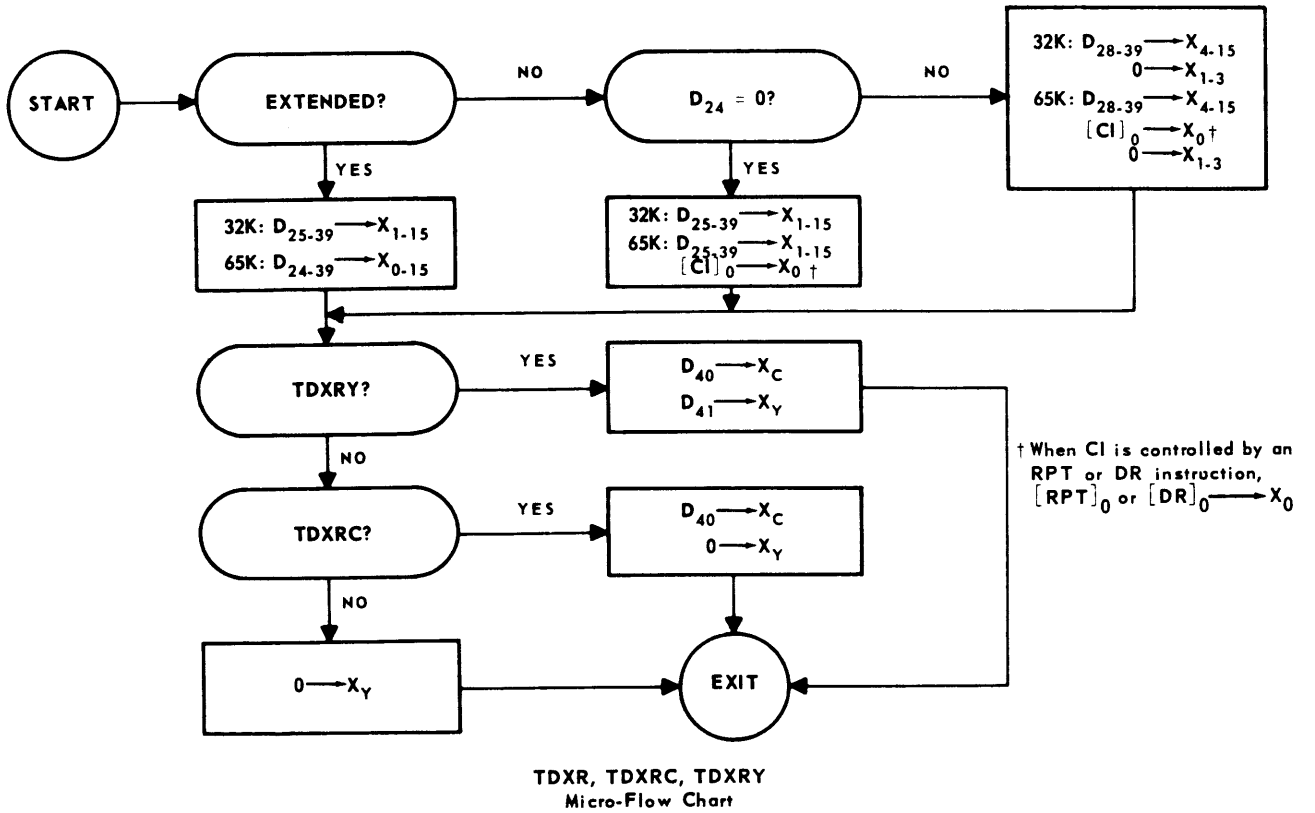 START
EXTENDED?
NO
D24 = 0?
NO
32K: D28-39 → X4-15
0 → X1-3
65K: D28-39 → X4-15
[CI]0 → X0 †
0 → X1-3
YES
YES
32K: D25-39 → X1-15
65K: D24-39 → X0-15
32K: D25-39 → X1-15
65K: D25-39 → X1-15
[CI]0 → X0 †
TDXRY?
YES
D40 → XC
D41 → XY
NO
† When CI is controlled by an
RPT or DR instruction,
[RPT]0 or [DR]0 → X0
TDXRC?
YES
D40 → XC
0 → XY
NO
0 → XY
EXIT
TDXR, TDXRC, TDXRY
Micro-Flow Chart